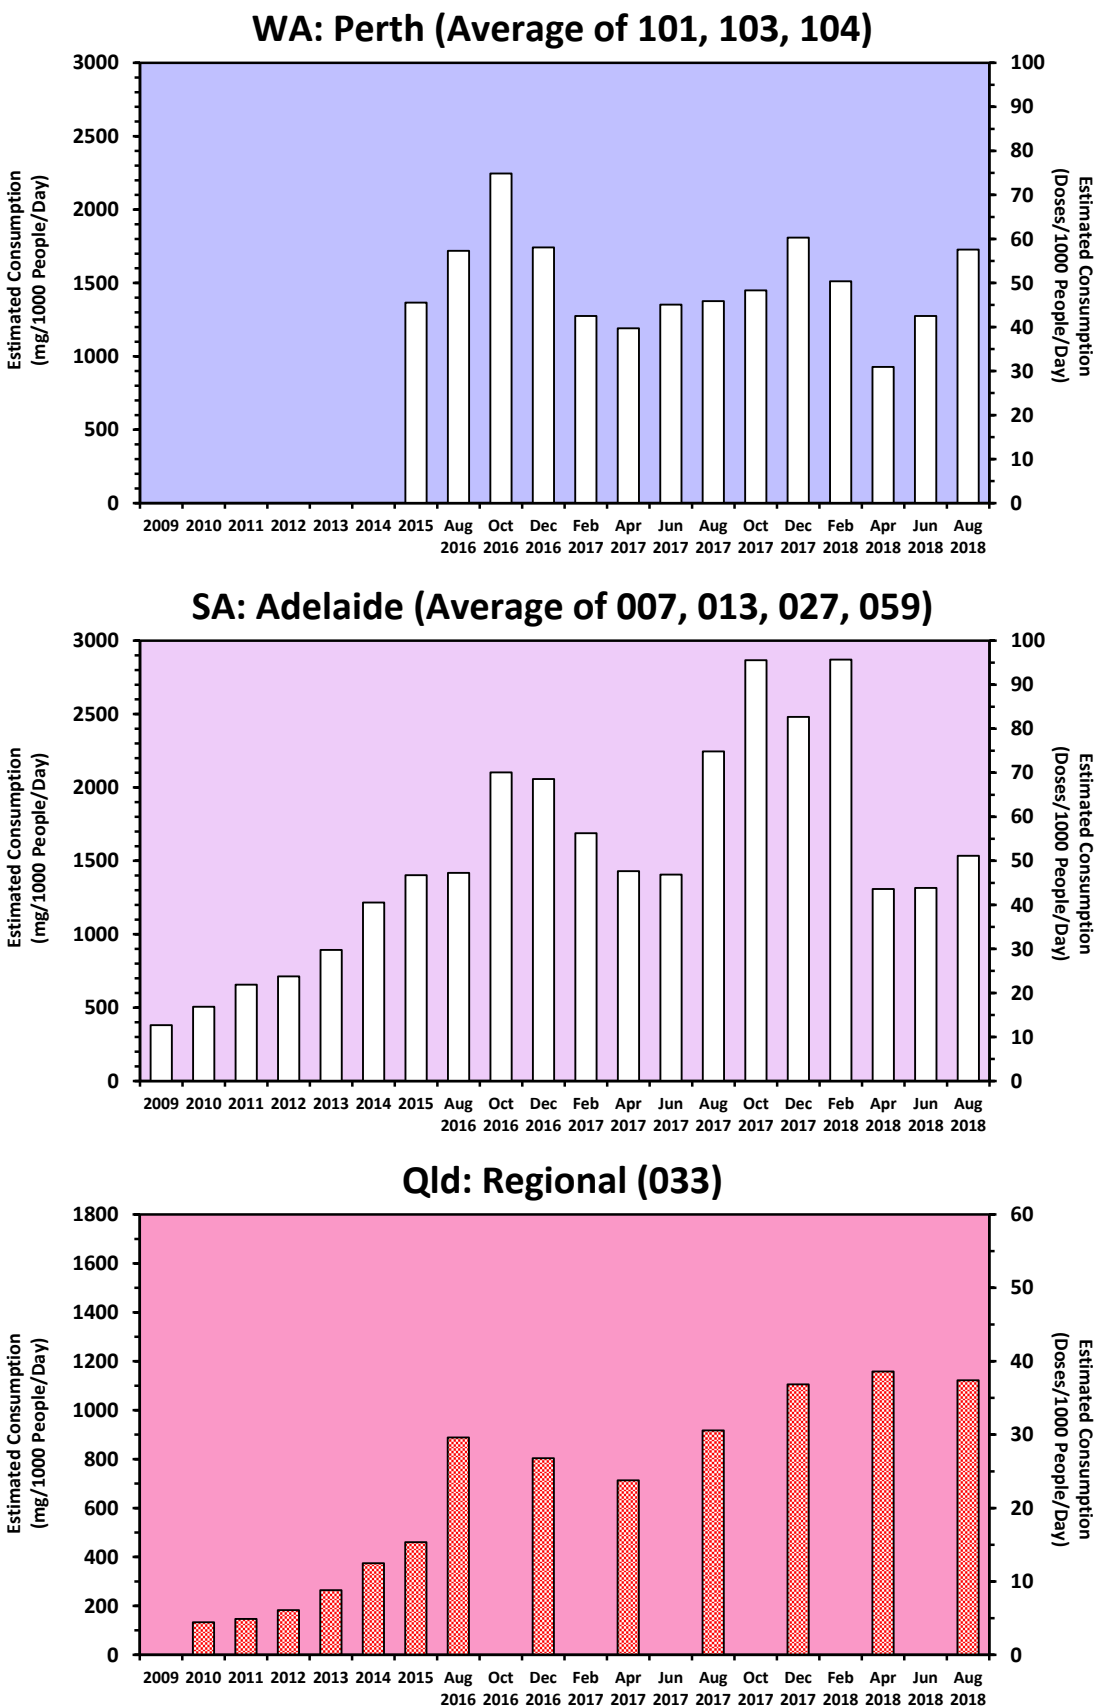 WA: Perth (Average of 101, 103, 104)
Estimated Consumption
(mg/1000 People/Day)
3000
2500
2000
1500
1000
500
0
100
90
80
70
60
50
40
30
20
10
0
Estimated Consumption
(Doses/1000 People/Day)
2009 2010 2011 2012 2013 2014 2015 Aug Oct Dec Feb Apr Jun Aug Oct Dec Feb Apr Jun Aug
2016 2016 2016 2017 2017 2017 2017 2017 2017 2018 2018 2018 2018
SA: Adelaide (Average of 007, 013, 027, 059)
Estimated Consumption
(mg/1000 People/Day)
3000
2500
2000
1500
1000
500
0
100
90
80
70
60
50
40
30
20
10
0
Estimated Consumption
(Doses/1000 People/Day)
2009 2010 2011 2012 2013 2014 2015 Aug Oct Dec Feb Apr Jun Aug Oct Dec Feb Apr Jun Aug
2016 2016 2016 2017 2017 2017 2017 2017 2017 2018 2018 2018 2018
Qld: Regional (033)
Estimated Consumption
(mg/1000 People/Day)
1800
1600
1400
1200
1000
800
600
400
200
0
60
50
40
30
20
10
0
Estimated Consumption
(Doses/1000 People/Day)
2009 2010 2011 2012 2013 2014 2015 Aug Oct Dec Feb Apr Jun Aug Oct Dec Feb Apr Jun Aug
2016 2016 2016 2017 2017 2017 2017 2017 2017 2018 2018 2018 2018